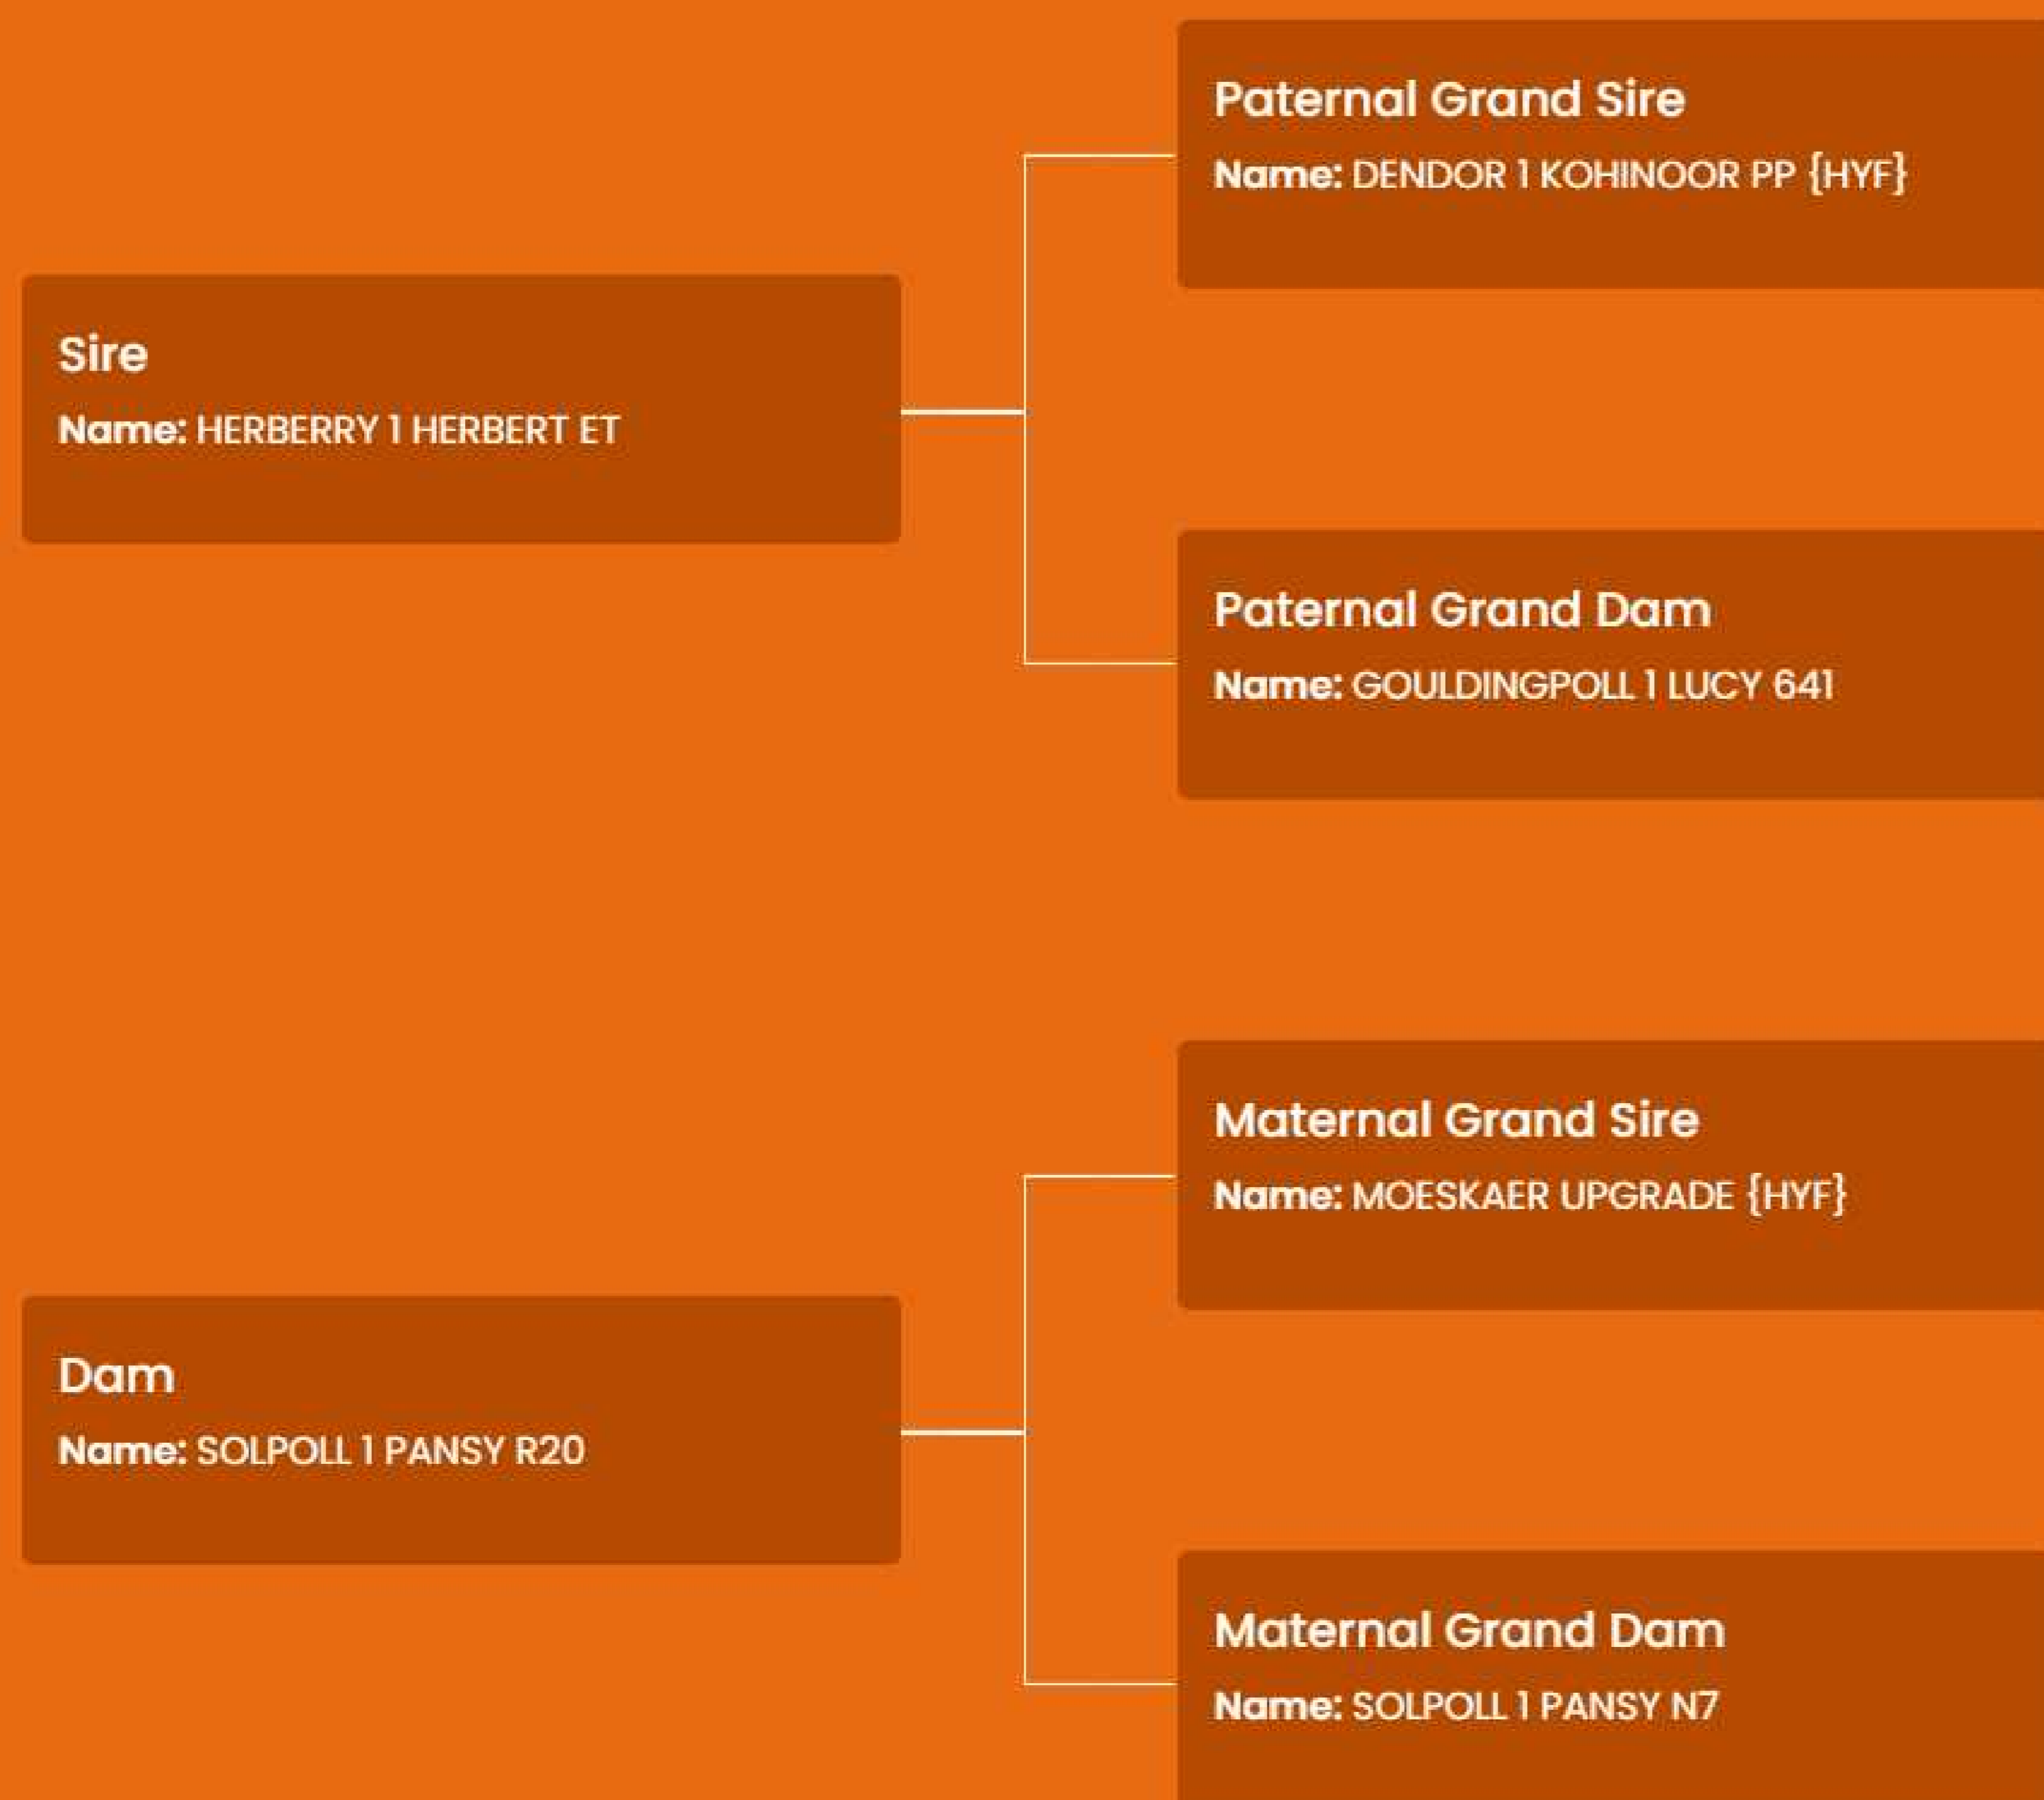 Paternal Grand Sire
Name: DENDOR 1 KOHINOOR PP {HYF}
Sire
Name: HERBERRY 1 HERBERT ET
Paternal Grand Dam
Name: GOULDINGPOLL 1 LUCY 641
Maternal Grand Sire
Name: MOESKAER UPGRADE {HYF}
Dam
Name: SOLPOLL 1 PANSY R20
Maternal Grand Dam
Name: SOLPOLL 1 PANSY N7